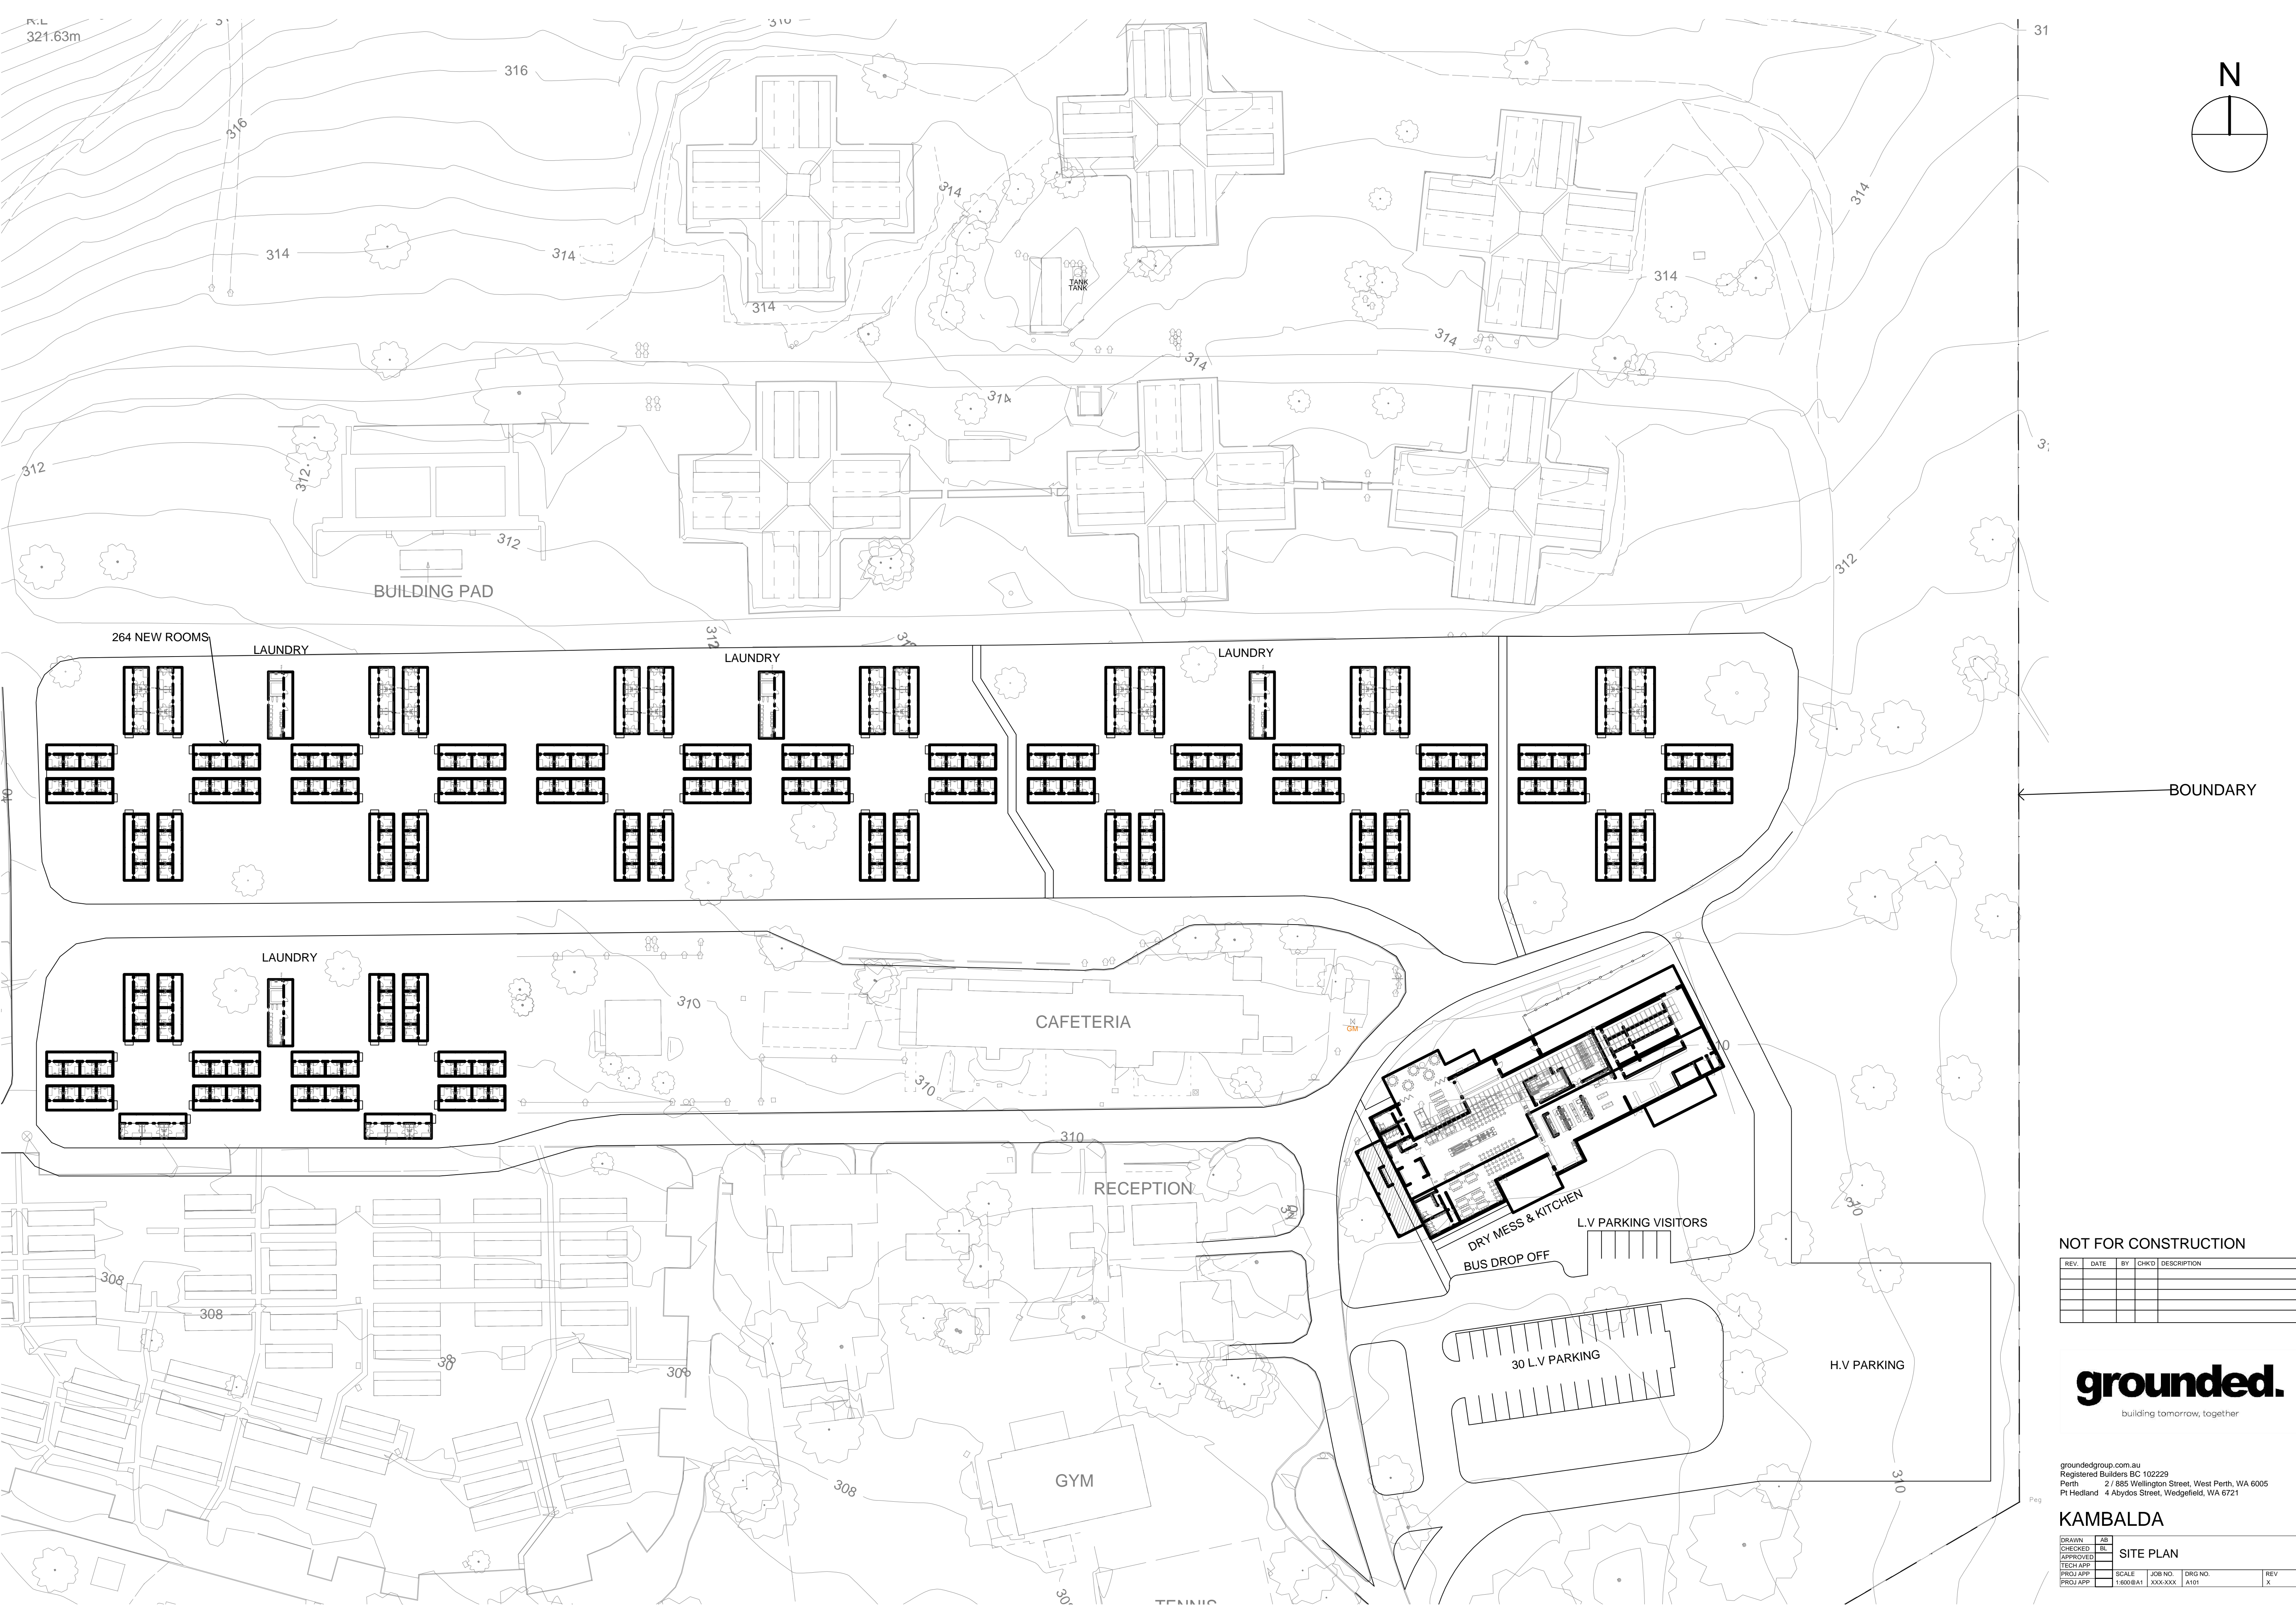 R.L
321.63m
316
316
314
314
314
314
314
314
314
314
314
312
312
312
312
BUILDING PAD
TANK
TANK
N
264 NEW ROOMS
LAUNDRY
LAUNDRY
LAUNDRY
312
BOUNDARY
LAUNDRY
310
CAFETERIA
GM
310
310
310
RECEPTION
DRY MESS & KITCHEN
L.V PARKING VISITORS
BUS DROP OFF
310
308
308
308
308
30 L.V PARKING
H.V PARKING
GYM
308
310
Peg
TENNIS
NOT FOR CONSTRUCTION
REV. DATE BY CHK'D DESCRIPTION
grounded.
building tomorrow, together
groundedgroup.com.au
Registered Builders BC 102229
Perth 2 / 885 Wellington Street, West Perth, WA 6005
Pt Hedland 4 Abydos Street, Wedgefield, WA 6721
KAMBALDA
DRAWN AB
CHECKED BL
APPROVED
TECH APP
PROJ APP
PROJ APP
SITE PLAN
SCALE JOB NO. DRG NO. REV
1:600@A1 XXX-XXX A101 X